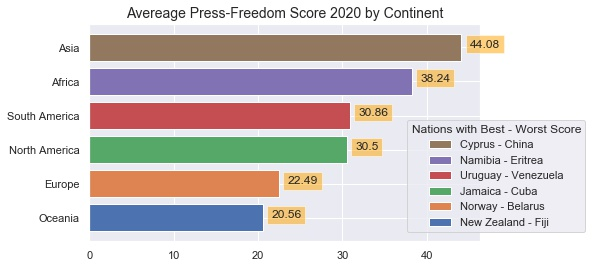 Avereage Press-Freedom Score 2020 by Continent
Asia
44.08
Africa
38.24
South America
30.86
North America
30.5
Europe
22.49
Oceania
20.56
0 10 20 30 40
Nations with Best - Worst Score
Cyprus - China
Namibia - Eritrea
Uruguay - Venezuela
Jamaica - Cuba
Norway - Belarus
New Zealand - Fiji